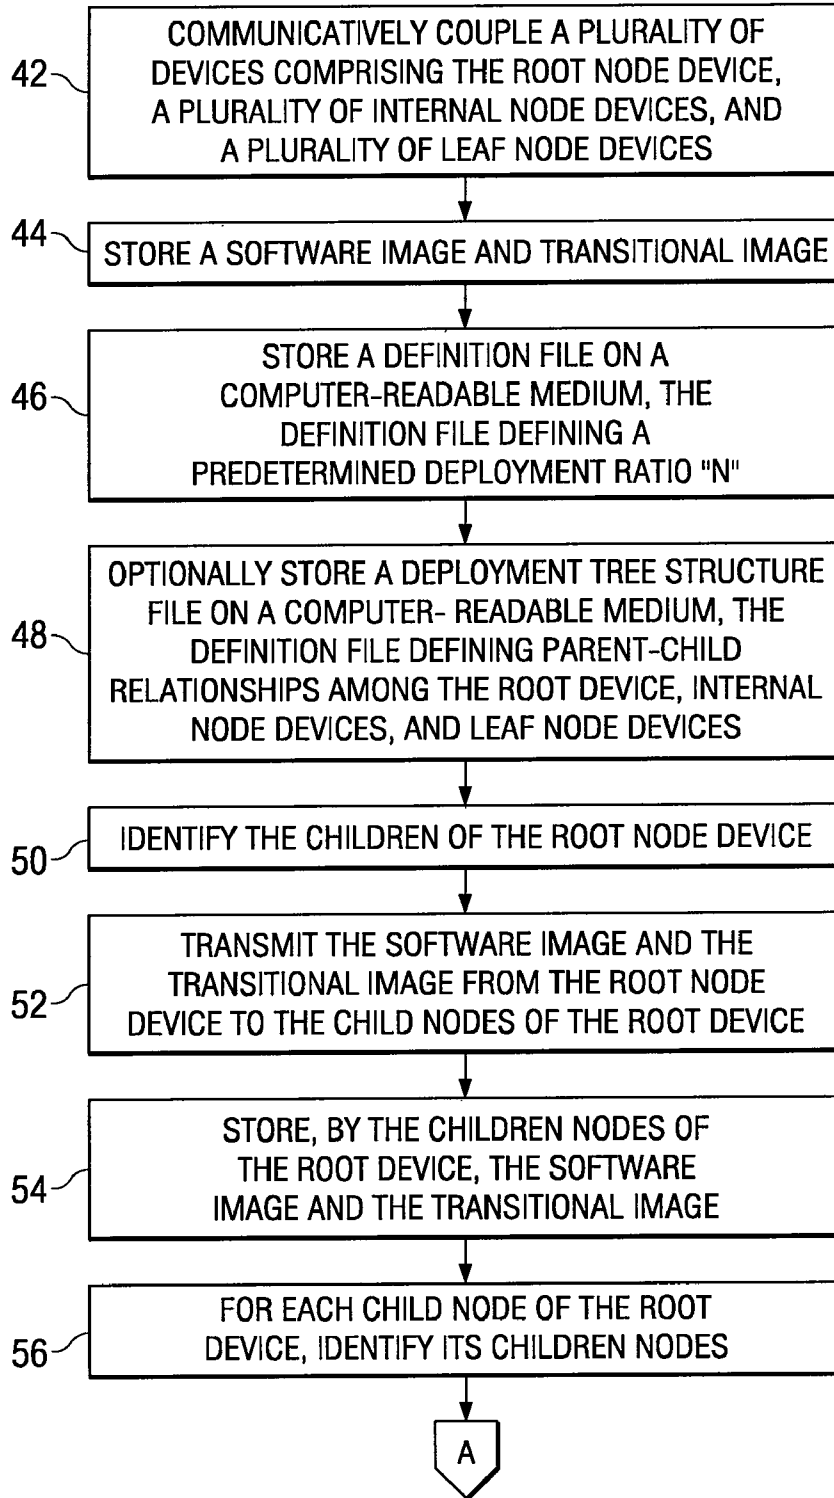 42
COMMUNICATIVELY COUPLE A PLURALITY OF
DEVICES COMPRISING THE ROOT NODE DEVICE,
A PLURALITY OF INTERNAL NODE DEVICES, AND
A PLURALITY OF LEAF NODE DEVICES
44
STORE A SOFTWARE IMAGE AND TRANSITIONAL IMAGE
46
STORE A DEFINITION FILE ON A
COMPUTER-READABLE MEDIUM, THE
DEFINITION FILE DEFINING A
PREDETERMINED DEPLOYMENT RATIO "N"
48
OPTIONALLY STORE A DEPLOYMENT TREE STRUCTURE
FILE ON A COMPUTER- READABLE MEDIUM, THE
DEFINITION FILE DEFINING PARENT-CHILD
RELATIONSHIPS AMONG THE ROOT DEVICE, INTERNAL
NODE DEVICES, AND LEAF NODE DEVICES
50
IDENTIFY THE CHILDREN OF THE ROOT NODE DEVICE
52
TRANSMIT THE SOFTWARE IMAGE AND THE
TRANSITIONAL IMAGE FROM THE ROOT NODE
DEVICE TO THE CHILD NODES OF THE ROOT DEVICE
54
STORE, BY THE CHILDREN NODES OF
THE ROOT DEVICE, THE SOFTWARE
IMAGE AND THE TRANSITIONAL IMAGE
56
FOR EACH CHILD NODE OF THE ROOT
DEVICE, IDENTIFY ITS CHILDREN NODES
A